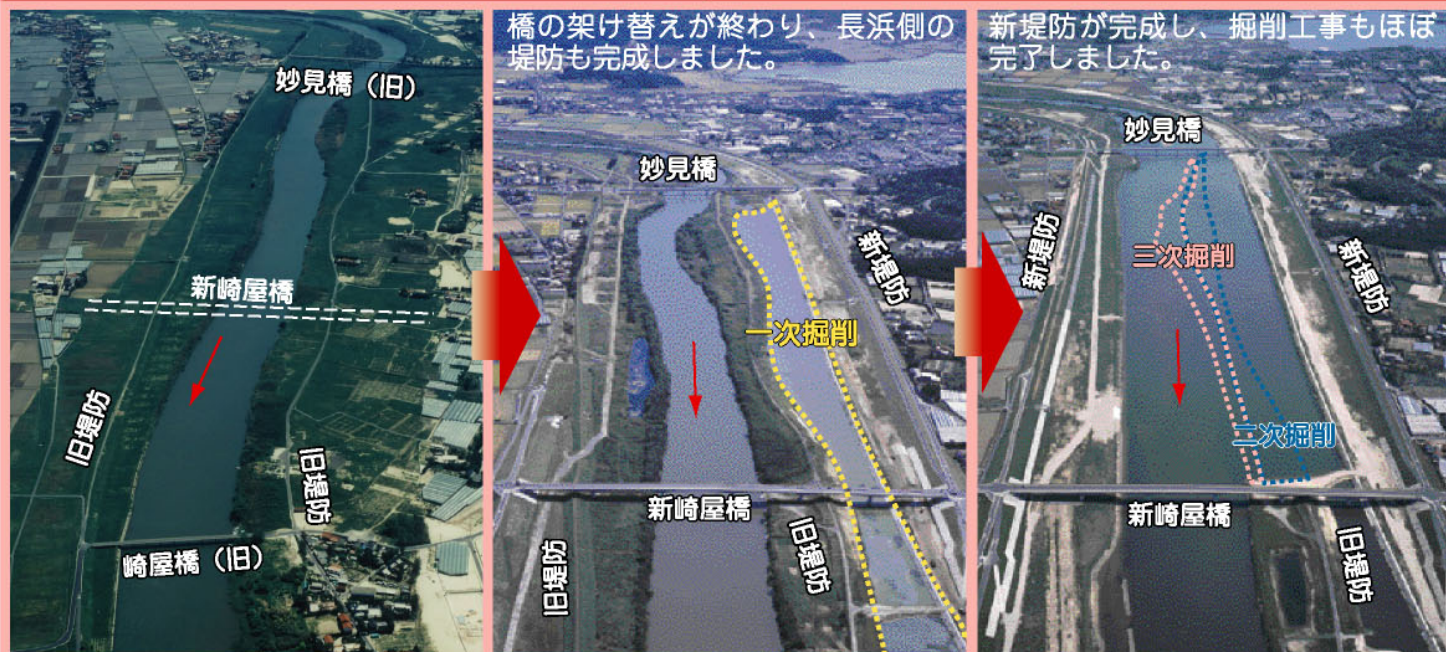 妙見橋（旧）
新崎屋橋
旧堤防
旧堤防
崎屋橋（旧）
橋の架け替えが終わり、長浜側の
堤防も完成しました。
妙見橋
新堤防
一次掘削
新崎屋橋
旧堤防
旧堤防
新堤防が完成し、掘削工事もほぼ
完了しました。
妙見橋
新堤防
三次掘削
新堤防
二次掘削
新崎屋橋
旧堤防